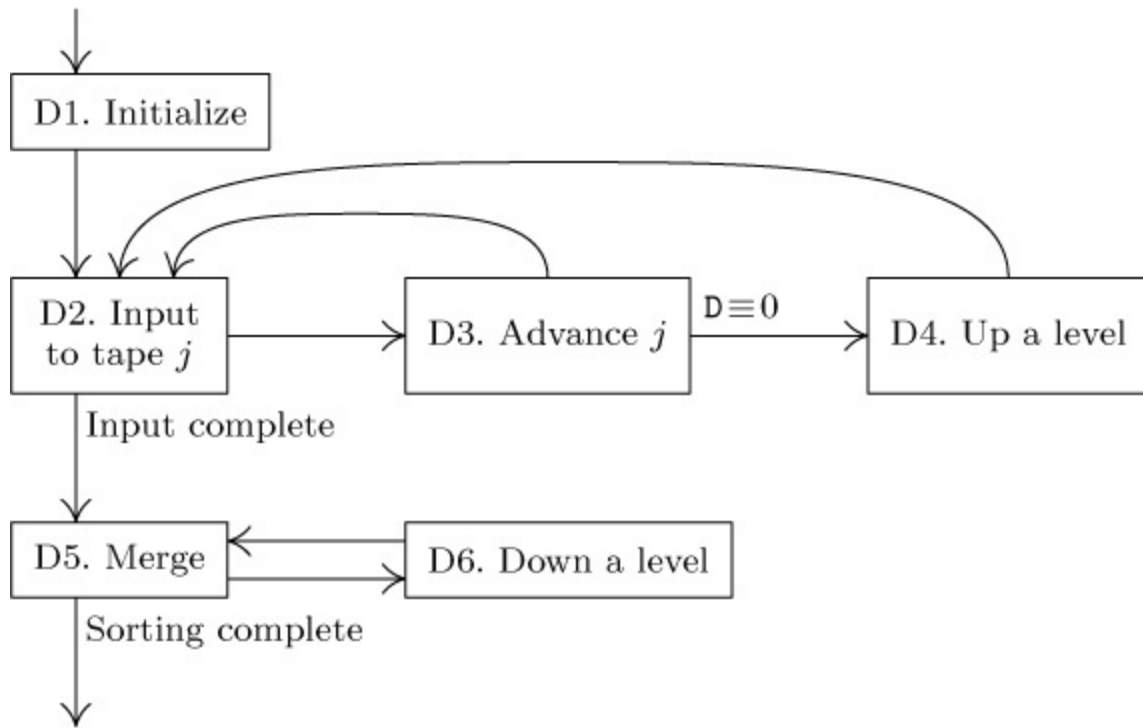 D1. Initialize
D2. Input
to tape j
D3. Advance j
D≡0
D4. Up a level
Input complete
D5. Merge
D6. Down a level
Sorting complete